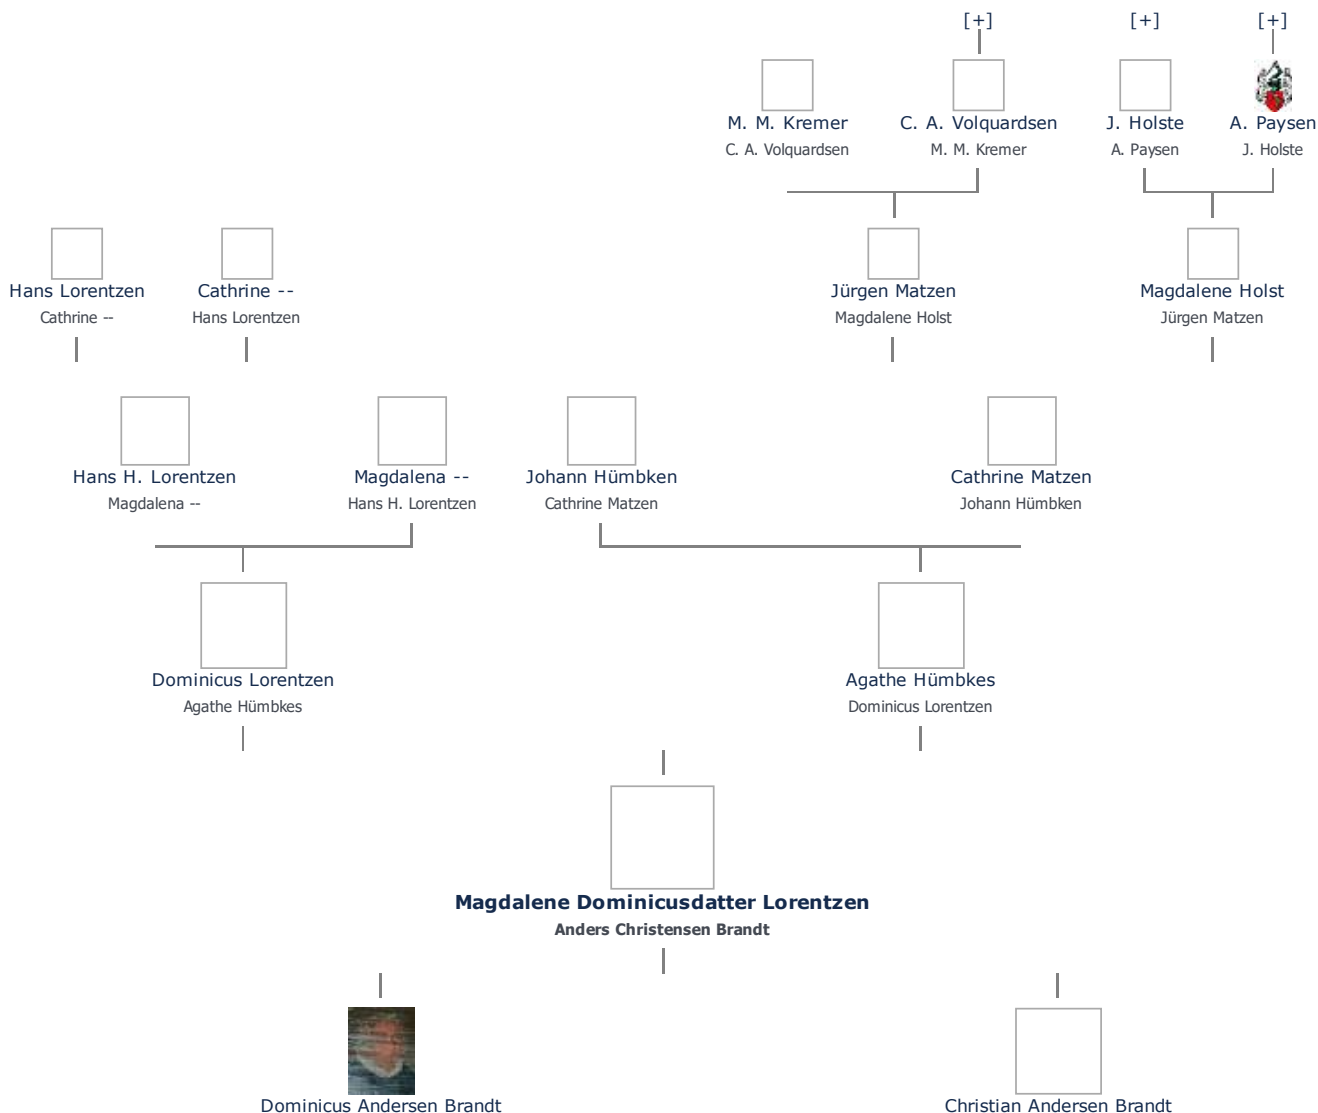 [+] [+] [+]
M. M. Kremer C. A. Volquardsen J. Holste A. Paysen
C. A. Volquardsen M. M. Kremer A. Paysen J. Holste
Hans Lorentzen Cathrine -- Jürgen Matzen Magdalene Holst
Cathrine -- Hans Lorentzen Magdalene Holst Jürgen Matzen
Hans H. Lorentzen Magdalena -- Johann Hümbken Cathrine Matzen
Magdalena -- Hans H. Lorentzen Cathrine Matzen Johann Hümbken
Dominicus Lorentzen Agathe Hümbkes
Agathe Hümbkes Dominicus Lorentzen
Magdalene Dominicusdatter Lorentzen
Anders Christensen Brandt
Dominicus Andersen Brandt Christian Andersen Brandt